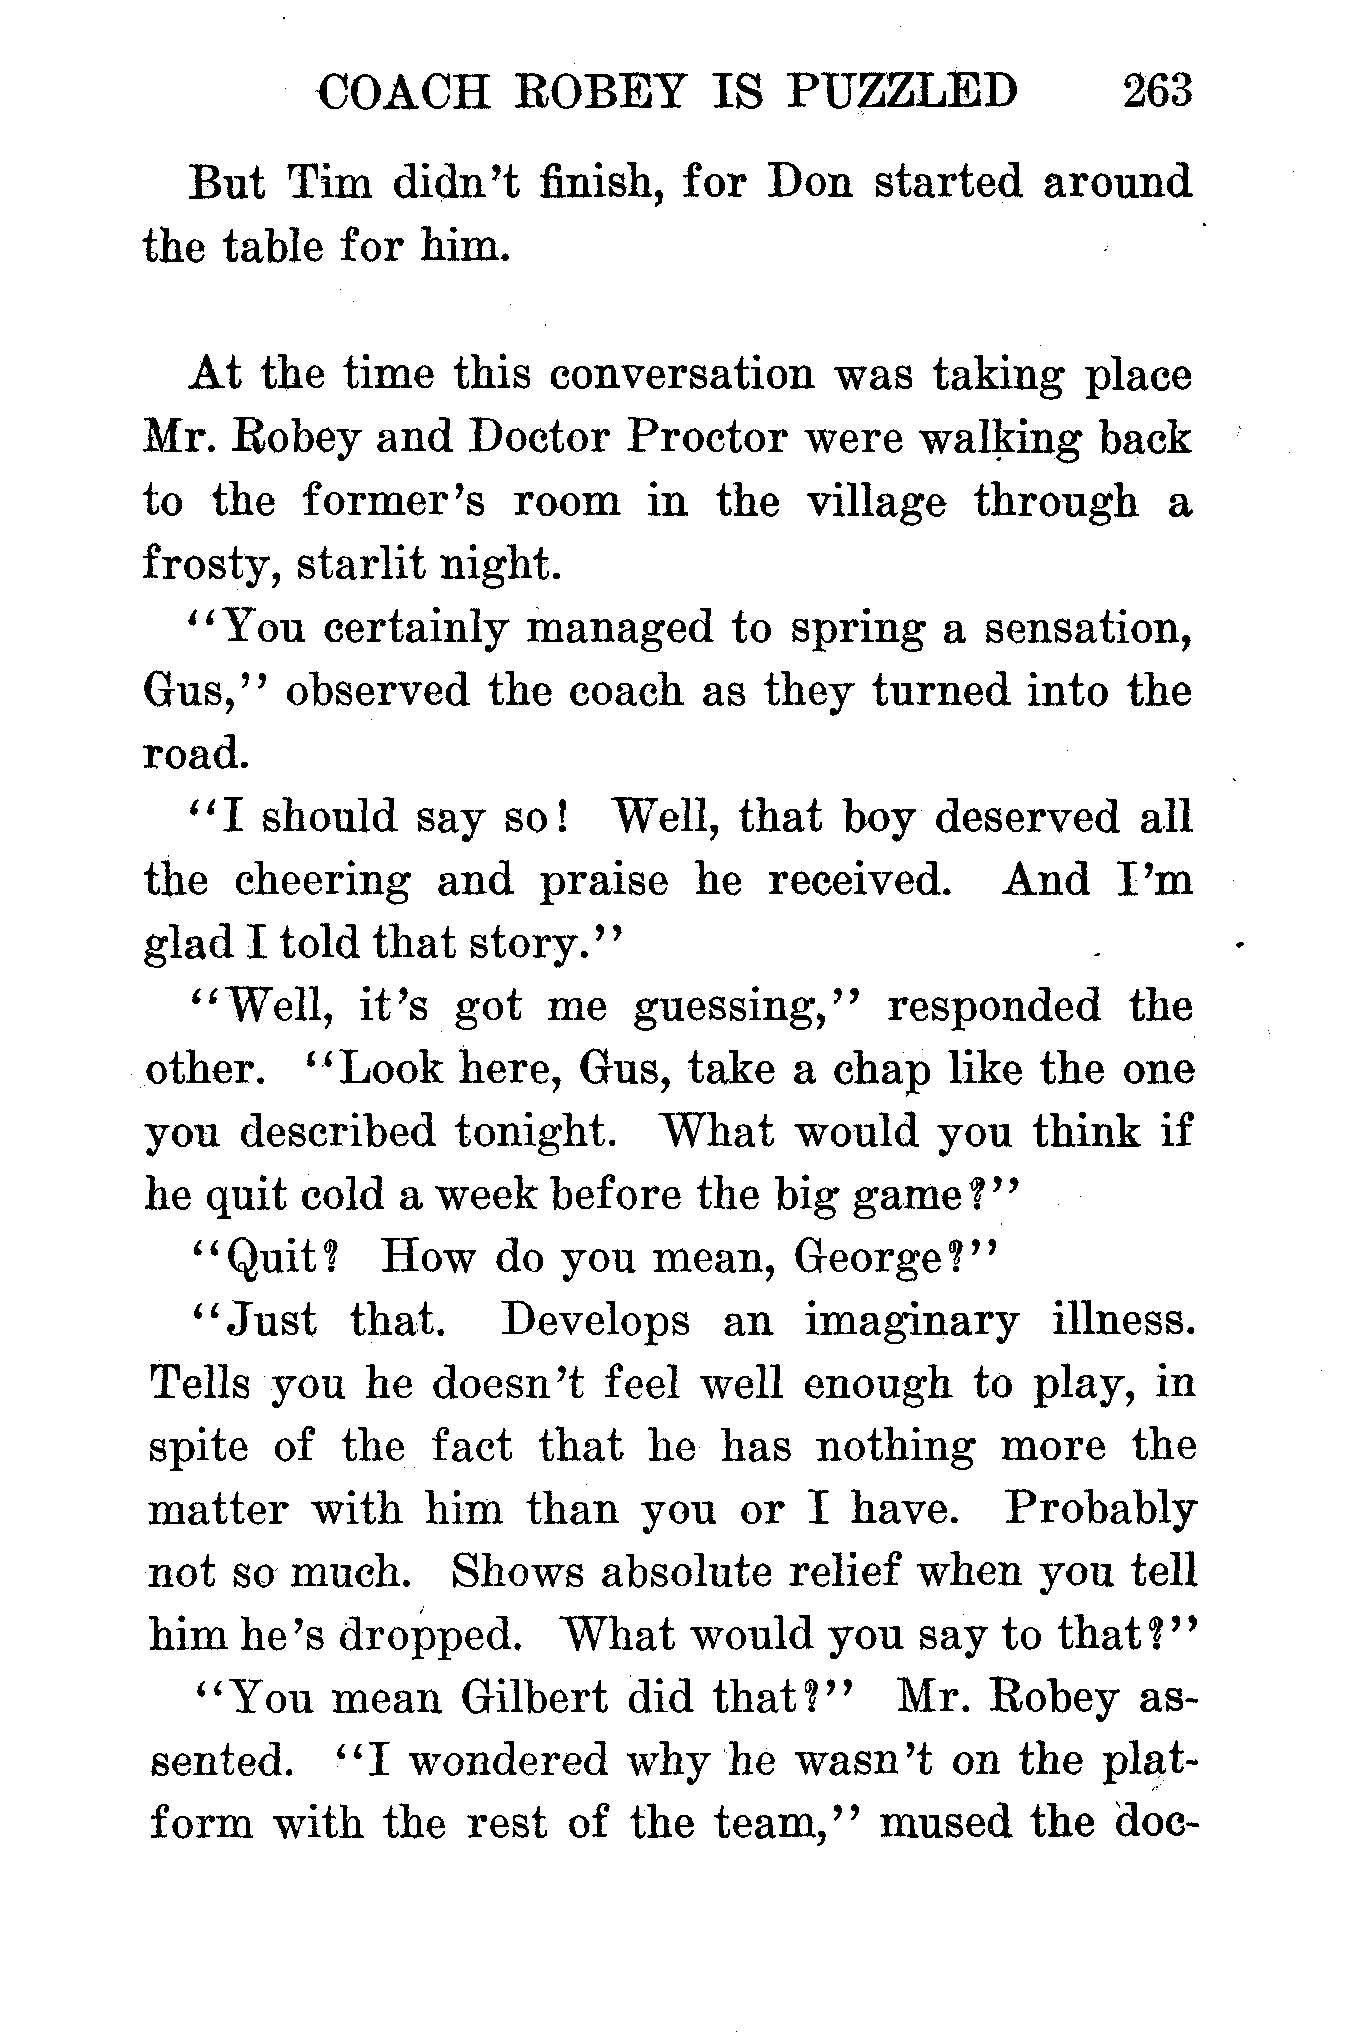 COACH ROBEY IS PUZZLED 263
But Tim didn't finish, for Don started around
the table for him.
At the time this conversation was taking place
Mr. Robey and Doctor Proctor were walking back
to the former's room in the village through a
frosty, starlit night.
"You certainly managed to spring a sensation,
Gus," observed the coach as they turned into the
road.
"I should say so! Well, that boy deserved all
the cheering and praise he received. And I'm
glad I told that story."
"Well, it's got me guessing," responded the
other. "Look here, Gus, take a chap like the one
you described tonight. What would you think if
he quit cold a week before the big game?"
"Quit? How do you mean, George?"
"Just that. Develops an imaginary illness.
Tells you he doesn't feel well enough to play, in
spite of the fact that he has nothing more the
matter with him than you or I have. Probably
not so much. Shows absolute relief when you tell
him he's dropped. What would you say to that?"
"You mean Gilbert did that?" Mr. Robey as-
sented. "I wondered why he wasn't on the plat-
form with the rest of the team," mused the doc-